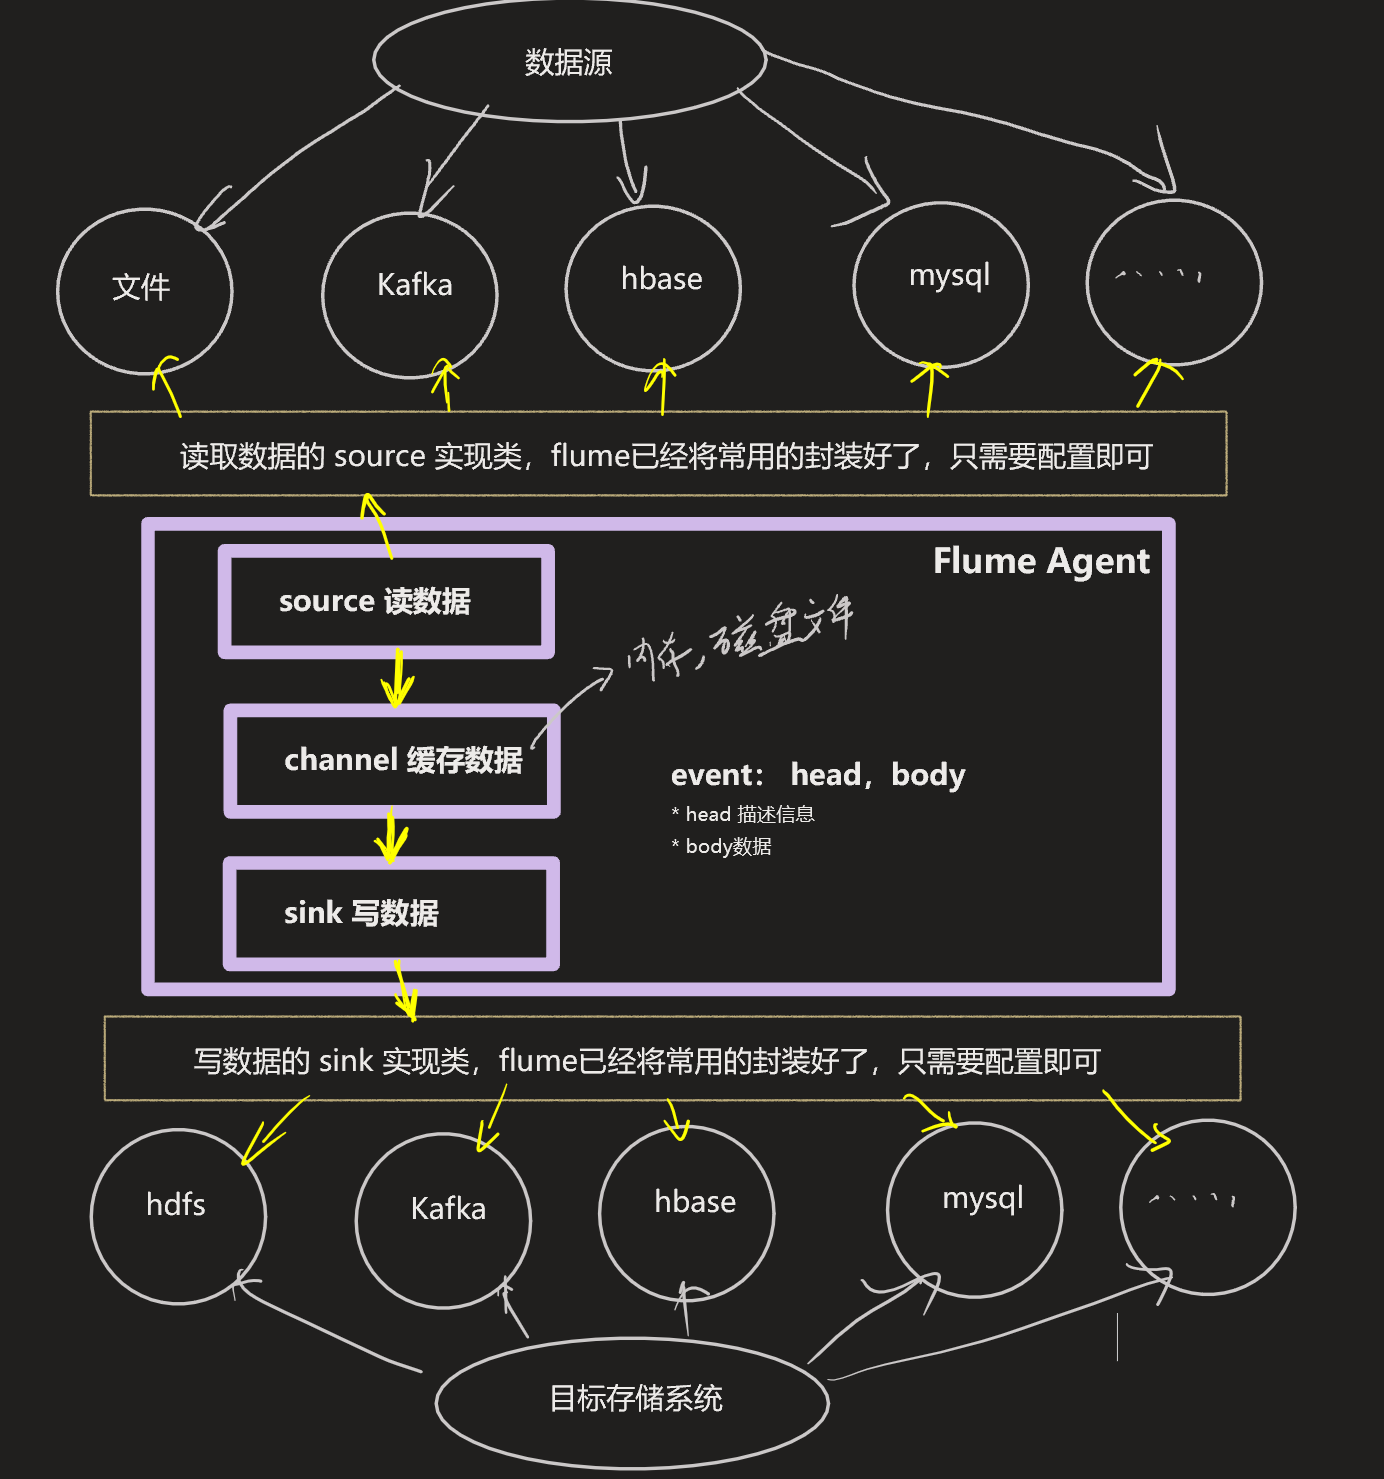 数据源
文件
Kafka
hbase
mysql
......
读取数据的 source 实现类，flume已经将常用的封装好了，只需要配置即可
Flume Agent
source 读数据
内存，磁盘文件
channel 缓存数据
event： head，body
* head 描述信息
* body数据
sink 写数据
写数据的 sink 实现类，flume已经将常用的封装好了，只需要配置即可
hdfs
Kafka
hbase
mysql
......
目标存储系统